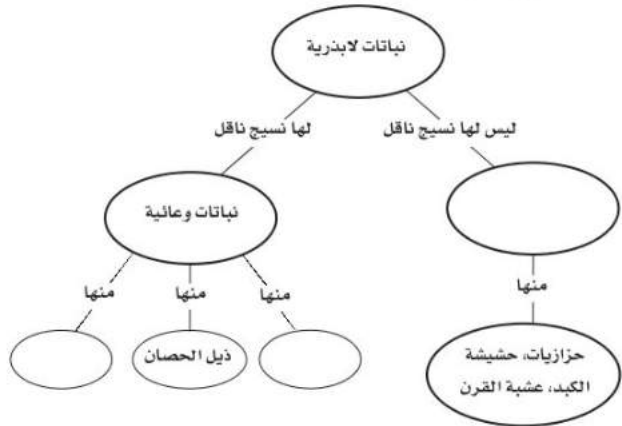 نباتات لابذرية
ليس لها نسيج ناقل
لها نسيج ناقل
نباتات وعائية
منها
منها
منها
منها
ذيل الحصان
حزازيات، حشيشة
الكبد، عشبة القرن